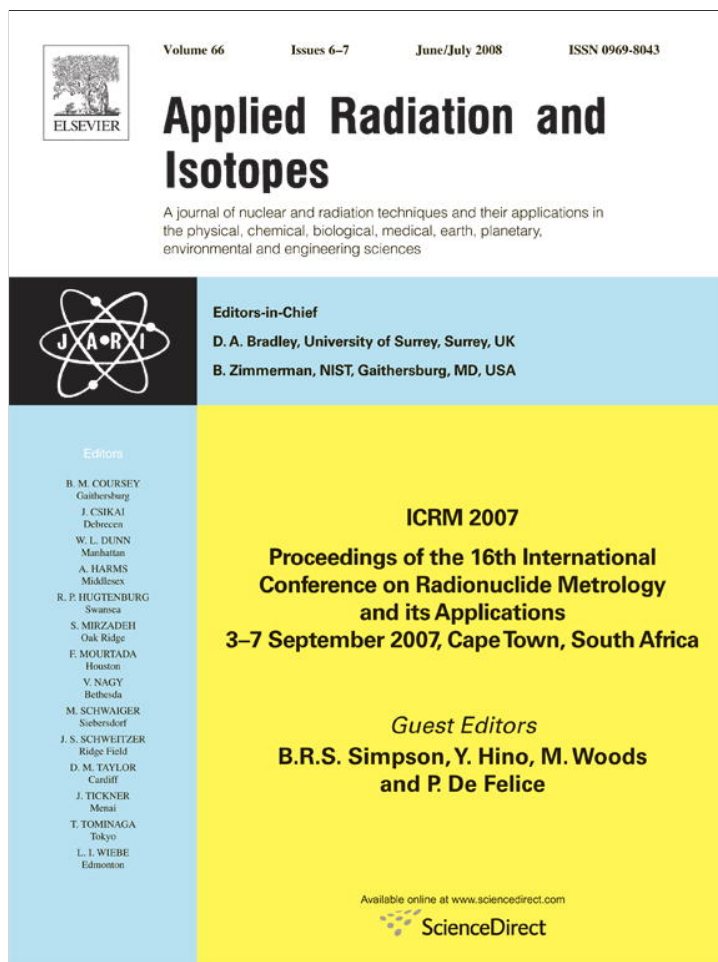 Volume 66 Issues 6–7 June/July 2008 ISSN 0969-8043
ELSEVIER
Applied Radiation and
Isotopes
A journal of nuclear and radiation techniques and their applications in
the physical, chemical, biological, medical, earth, planetary,
environmental and engineering sciences
JARI
Editors-in-Chief
D. A. Bradley, University of Surrey, Surrey, UK
B. Zimmerman, NIST, Gaithersburg, MD, USA
Editors
B. M. COURSEY
Gaithersburg
J. CSIKAI
Debrecen
W. L. DUNN
Manhattan
A. HARMS
Middlesex
R. P. HUGTENBURG
Swansea
S. MIRZADEH
Oak Ridge
F. MOURTADA
Houston
V. NAGY
Bethesda
M. SCHWAIGER
Siebersdorf
J. S. SCHWEITZER
Ridge Field
D. M. TAYLOR
Cardiff
J. TICKNER
Menai
T. TOMINAGA
Tokyo
L. I. WIEBE
Edmonton
ICRM 2007
Proceedings of the 16th International
Conference on Radionuclide Metrology
and its Applications
3–7 September 2007, Cape Town, South Africa
Guest Editors
B.R.S. Simpson, Y. Hino, M. Woods
and P. De Felice
Available online at www.sciencedirect.com
ScienceDirect